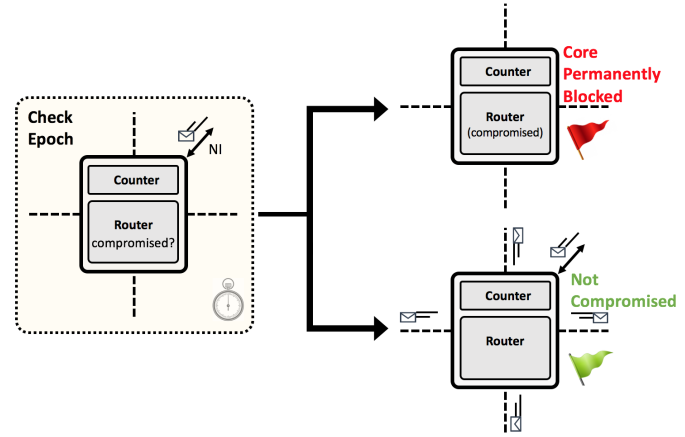 Check
Epoch
NI
Counter
Router
compromised?
Counter
Router
(compromised)
Core
Permanently
Blocked
Counter
Router
Not
Compromised